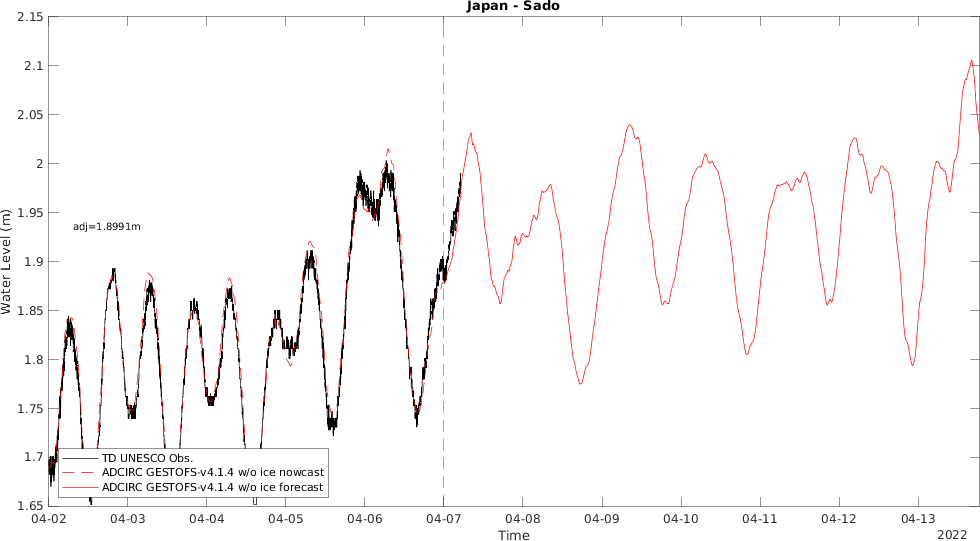 Japan - Sado
2.15
2.1
2.05
2
1.95
1.9
1.85
1.8
1.75
1.7
1.65
Water Level (m)
adj=1.8991m
TD UNESCO Obs.
ADCIRC GESTOFS-v4.1.4 w/o ice nowcast
ADCIRC GESTOFS-v4.1.4 w/o ice forecast
04-02 04-03 04-04 04-05 04-06 04-07 04-08 04-09 04-10 04-11 04-12 04-13
Time
2022